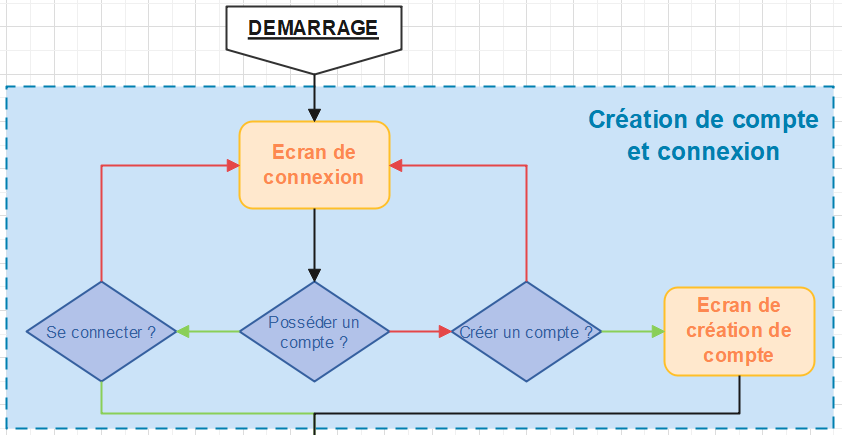 DEMARRAGE
Création de compte
et connexion
Ecran de
connexion
Se connecter ?
Posséder un
compte ?
Créer un compte ?
Ecran de
création de
compte